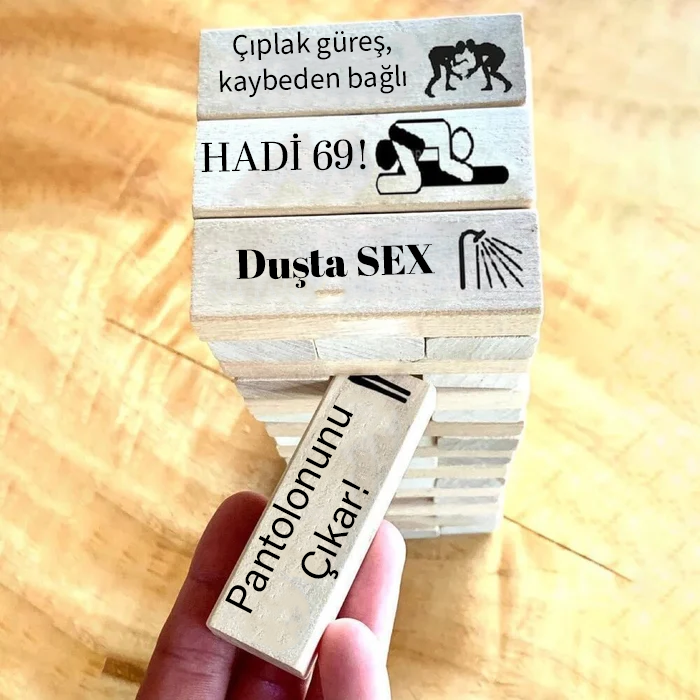 Çıplak güreş,
kaybeden bağlı
HADİ 69!
Duşta SEX
Pantolonunu
Çıkar!